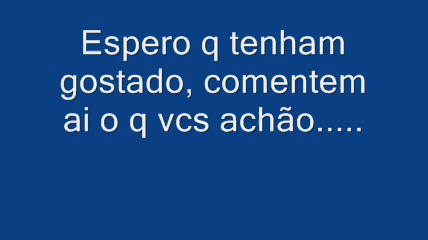 Espero q tenham
gostado, comentem
ai o q vcs achão.....